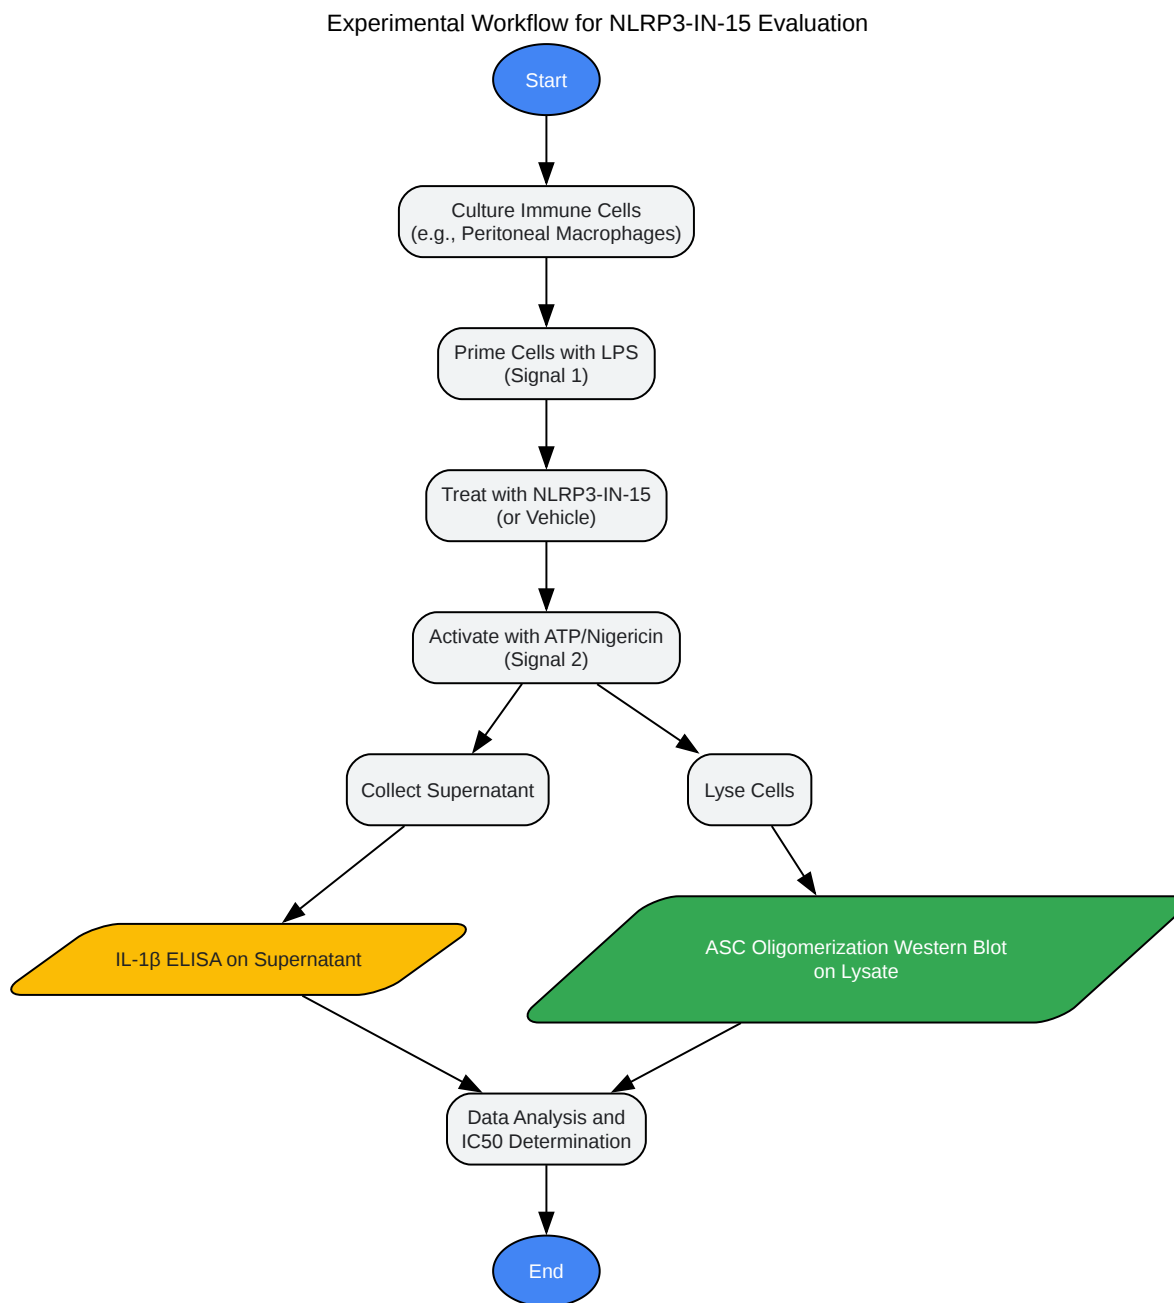 Experimental Workflow for NLRP3-IN-15 Evaluation
Start
Culture Immune Cells
(e.g., Peritoneal Macrophages)
Prime Cells with LPS
(Signal 1)
Treat with NLRP3-IN-15
(or Vehicle)
Activate with ATP/Nigericin
(Signal 2)
Collect Supernatant
Lyse Cells
IL-1β ELISA on Supernatant
ASC Oligomerization Western Blot
on Lysate
Data Analysis and
IC50 Determination
End